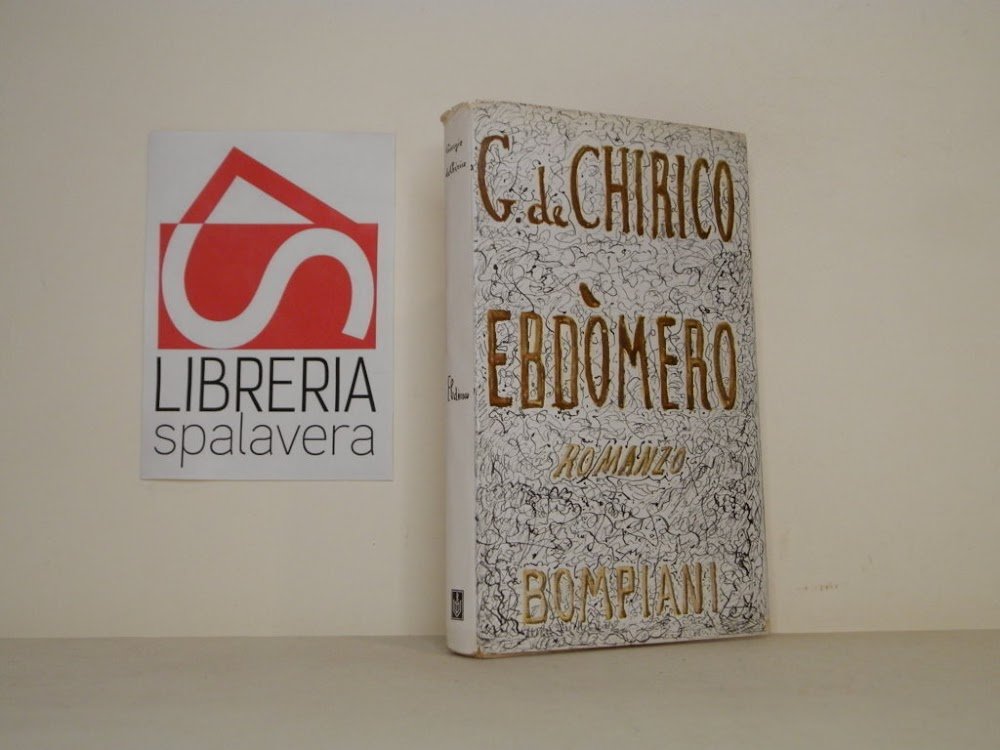 LIBRERIA
spalavera
G. de CHIRICO
EBDÒMERO
ROMANZO
BOMPIANI